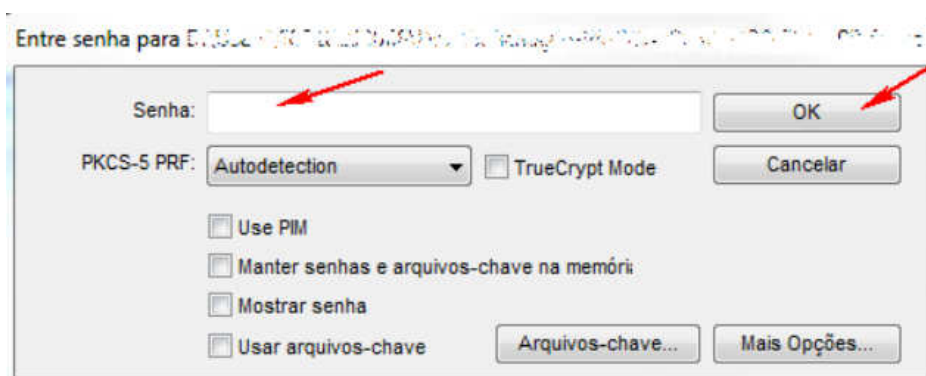 Entre senha para
Senha:
OK
PKCS-5 PRF: Autodetection
TrueCrypt Mode
Cancelar
Use PIM
Manter senhas e arquivos-chave na memóri
Mostrar senha
Usar arquivos-chave
Arquivos-chave...
Mais Opções...